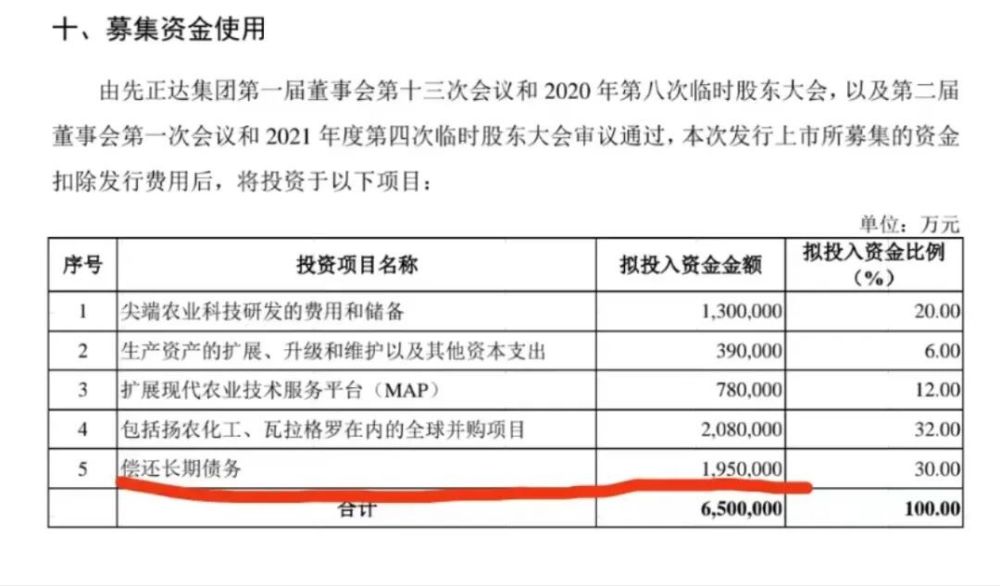 十、募集资金使用
由先正达集团第一届董事会第十三次会议和 2020 年第八次临时股东大会，以及第二届
董事会第一次会议和 2021 年度第四次临时股东大会审议通过，本次发行上市所募集的资金
扣除发行费用后，将投资于以下项目：
单位：万元
序号 投资项目名称 拟投入资金金额 拟投入资金比例
（%）
1 尖端农业科技研发的费用和储备 1,300,000 20.00
2 生产资产的扩展、升级和维护以及其他资本支出 390,000 6.00
3 扩展现代农业技术服务平台（MAP） 780,000 12.00
4 包括扬农化工、瓦拉格罗在内的全球并购项目 2,080,000 32.00
5 偿还长期债务 1,950,000 30.00
合计 6,500,000 100.00